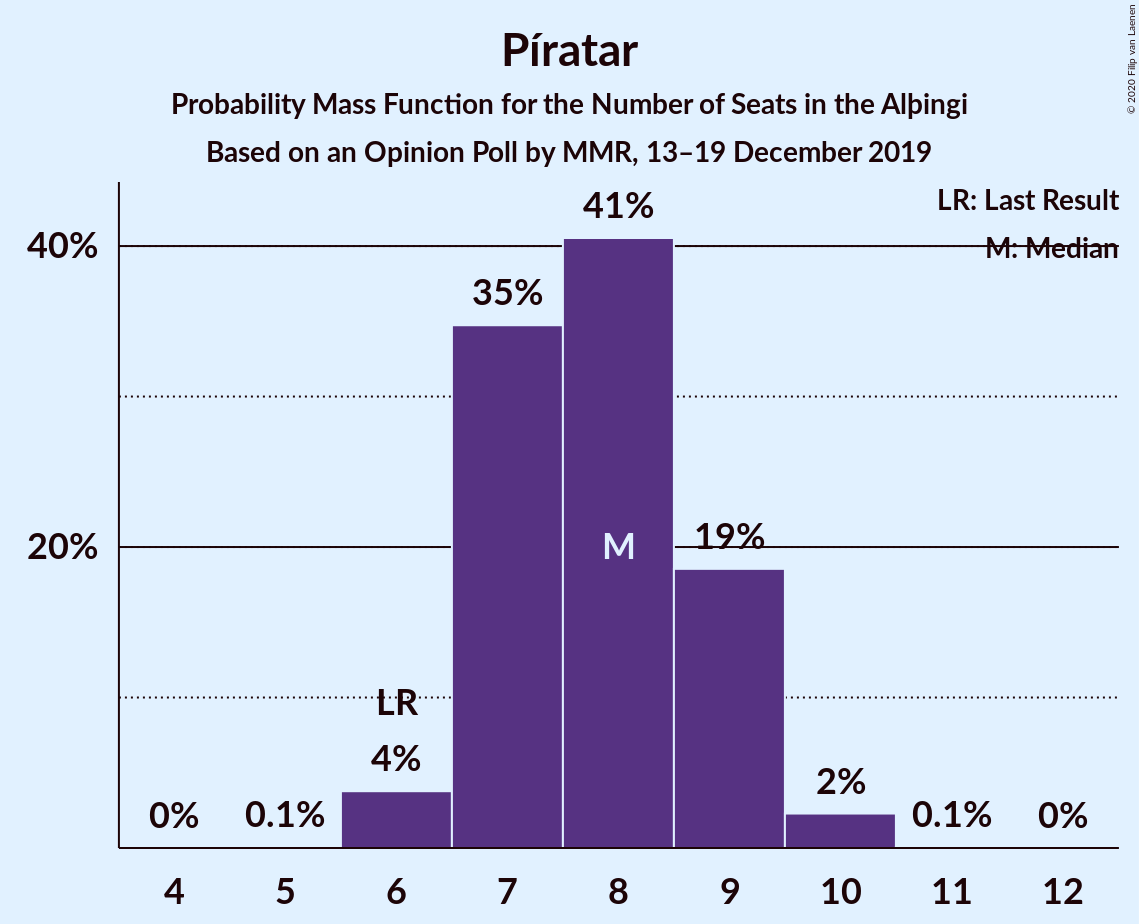 Píratar
Probability Mass Function for the Number of Seats in the Alþingi
Based on an Opinion Poll by MMR, 13–19 December 2019
© 2020 Filip van Laenen
LR: Last Result
M: Median
40%
20%
0%
0.1%
LR
4%
35%
41%
M
19%
2%
0.1%
0%
4 5 6 7 8 9 10 11 12